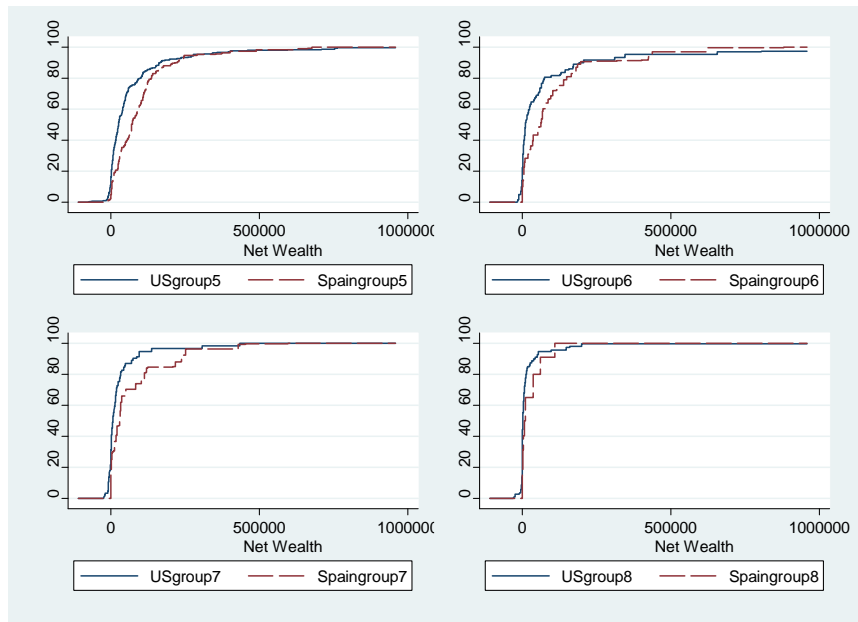 100
80
60
40
20
0
0 500000 1000000
Net Wealth
USgroup5 Spaingroup5
100
80
60
40
20
0
0 500000 1000000
Net Wealth
USgroup6 Spaingroup6
100
80
60
40
20
0
0 500000 1000000
Net Wealth
USgroup7 Spaingroup7
100
80
60
40
20
0
0 500000 1000000
Net Wealth
USgroup8 Spaingroup8